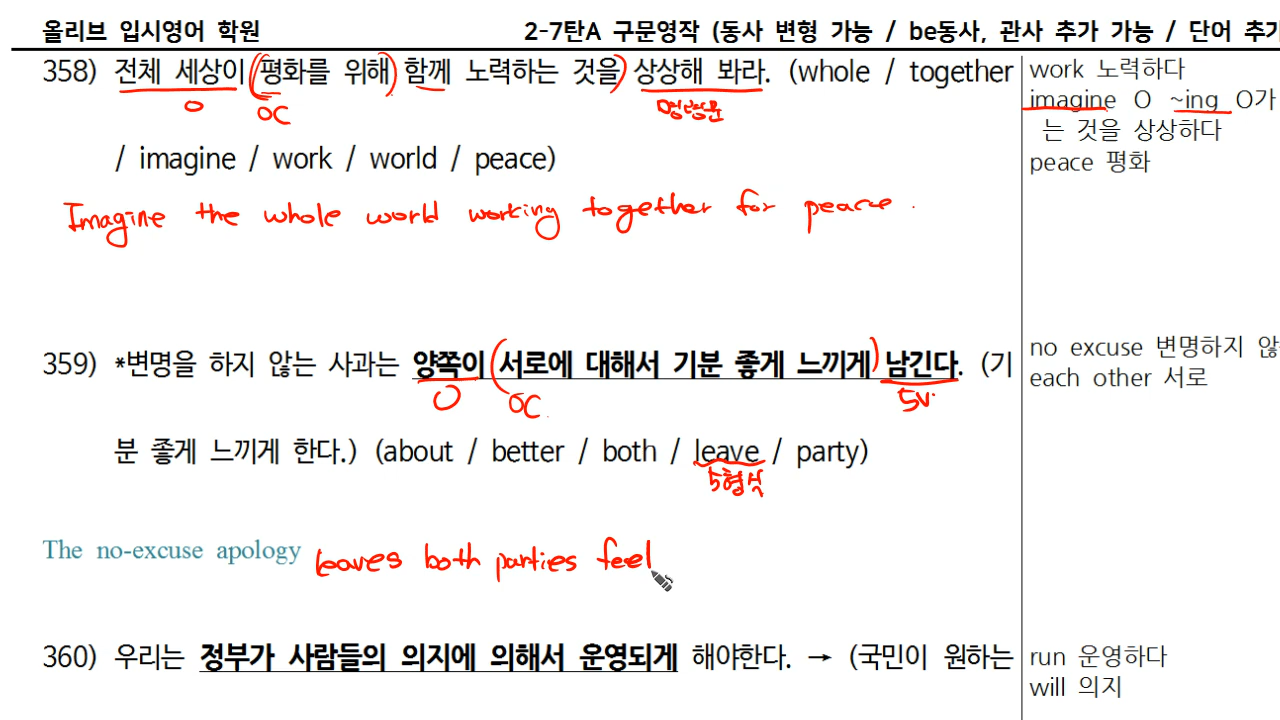 올리브 입시영어 학원 2-7탄A 구문영작 (동사 변형 가능 / be동사, 관사 추가 가능 / 단어 추가
358) 전체 세상이 (평화를 위해) 함께 노력하는 것을) 상상해 봐라. (whole / together
O OC 명령문
/ imagine / work / world / peace)
Imagine the whole world working together for peace.
work 노력하다
imagine O ~ing O가
는 것을 상상하다
peace 평화
359) *변명을 하지 않는 사과는 양쪽이 (서로에 대해서 기분 좋게 느끼게) 남긴다. (기
O OC 5V
분 좋게 느끼게 한다.) (about / better / both / leave / party)
5형식
The no-excuse apology leaves both parties feel
no excuse 변명하지 않
each other 서로
360) 우리는 정부가 사람들의 의지에 의해서 운영되게 해야한다. → (국민이 원하는
run 운영하다
will 의지